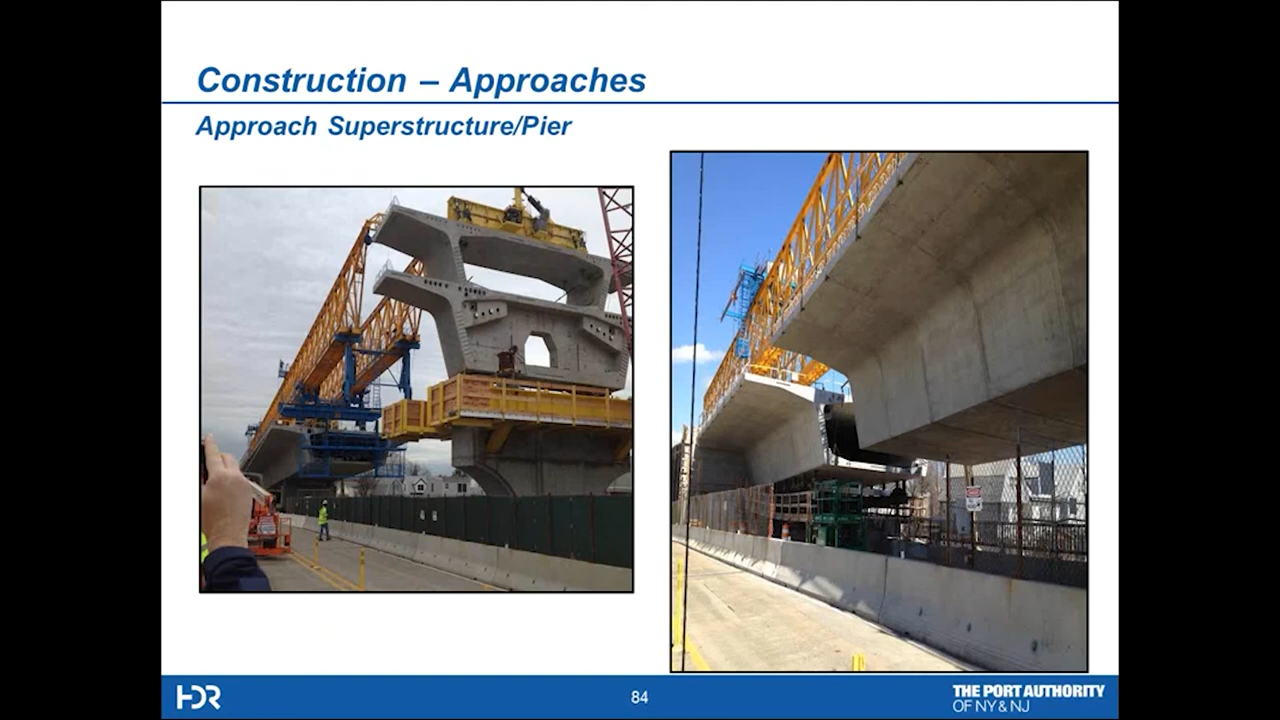 Construction – Approaches
Approach Superstructure/Pier
HDR
84
THE PORT AUTHORITY
OF NY & NJ